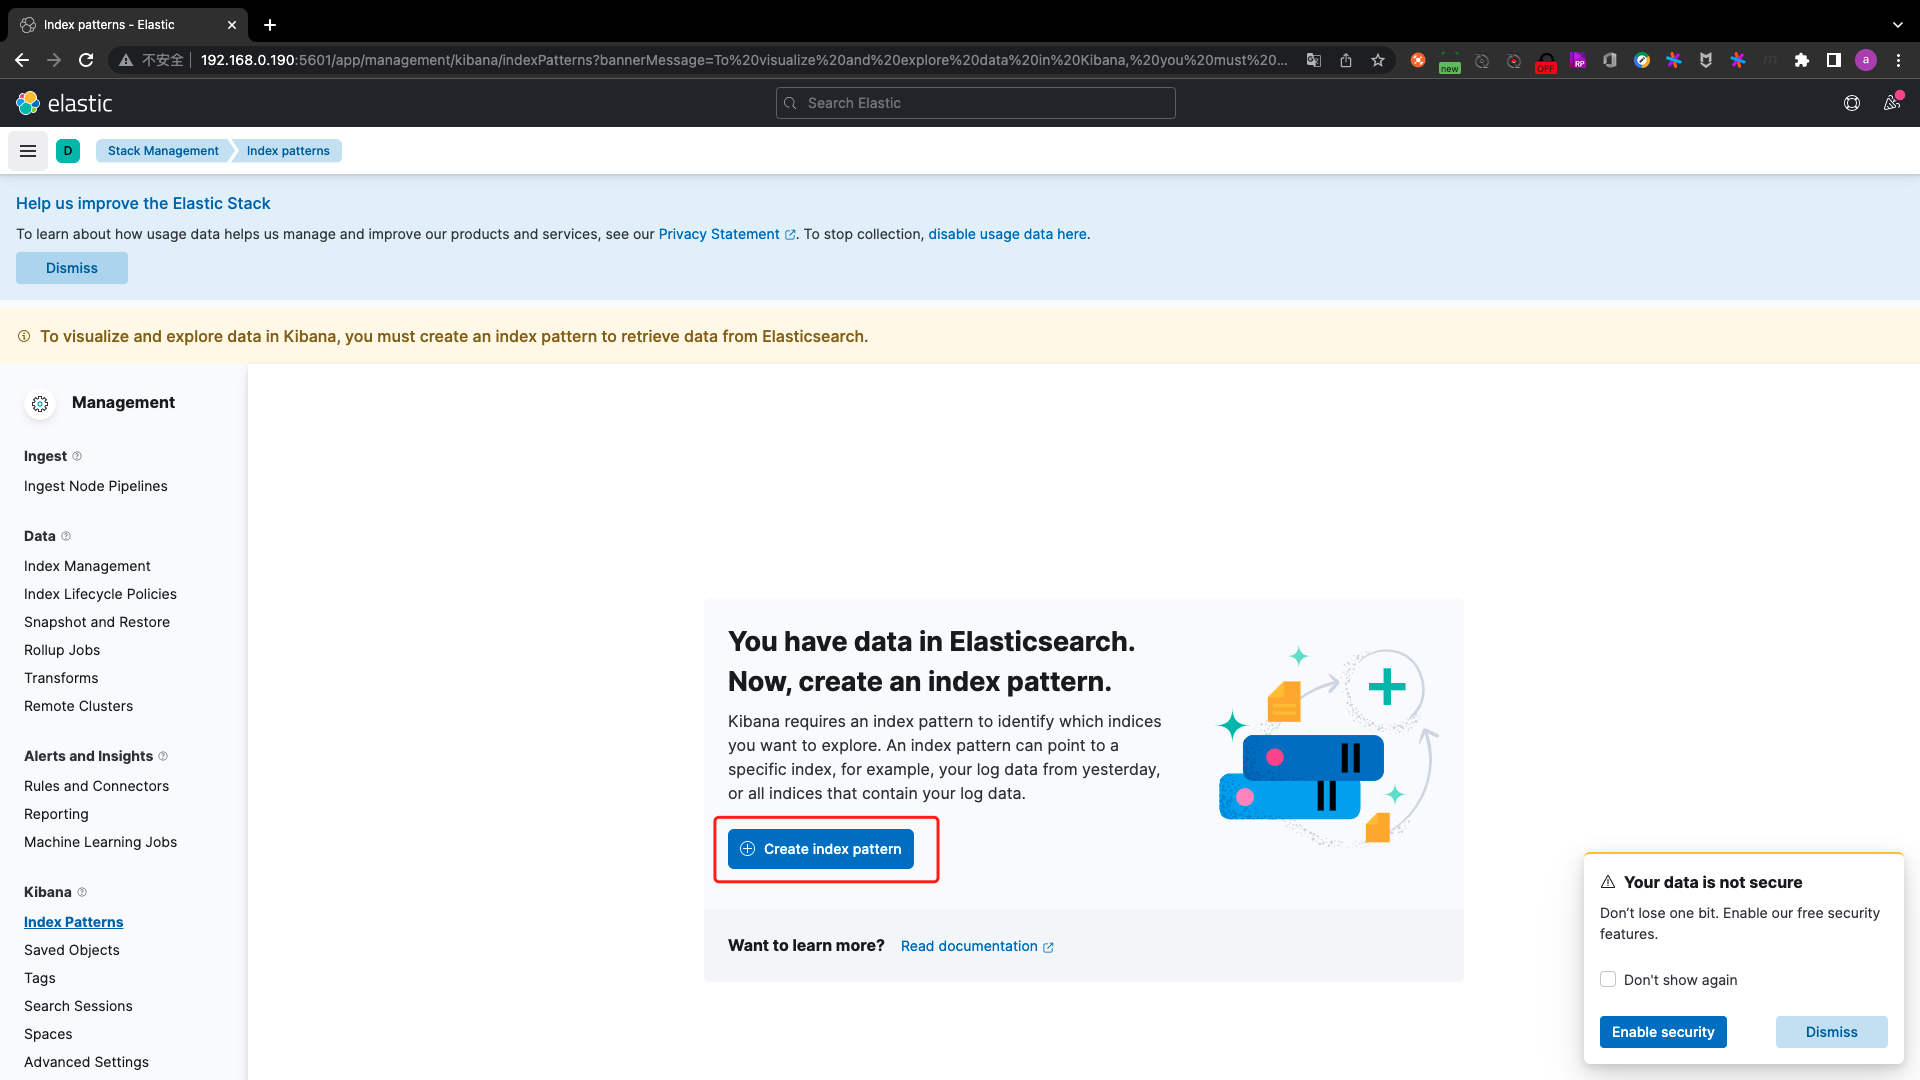 Index patterns - Elastic
不安全
192.168.0.190:5601/app/management/kibana/indexPatterns?bannerMessage=To%20visualize%20and%20explore%20data%20in%20Kibana,%20you%20must%20...
new
OFF
RP
a
elastic
Search Elastic
D
Stack Management
Index patterns
Help us improve the Elastic Stack
To learn about how usage data helps us manage and improve our products and services, see our Privacy Statement. To stop collection, disable usage data here.
Dismiss
To visualize and explore data in Kibana, you must create an index pattern to retrieve data from Elasticsearch.
Management
Ingest
Ingest Node Pipelines
Data
Index Management
Index Lifecycle Policies
Snapshot and Restore
Rollup Jobs
Transforms
Remote Clusters
Alerts and Insights
Rules and Connectors
Reporting
Machine Learning Jobs
Kibana
Index Patterns
Saved Objects
Tags
Search Sessions
Spaces
Advanced Settings
You have data in Elasticsearch.
Now, create an index pattern.
Kibana requires an index pattern to identify which indices
you want to explore. An index pattern can point to a
specific index, for example, your log data from yesterday,
or all indices that contain your log data.
Create index pattern
Want to learn more?
Read documentation
Your data is not secure
Don’t lose one bit. Enable our free security
features.
Don't show again
Enable security
Dismiss